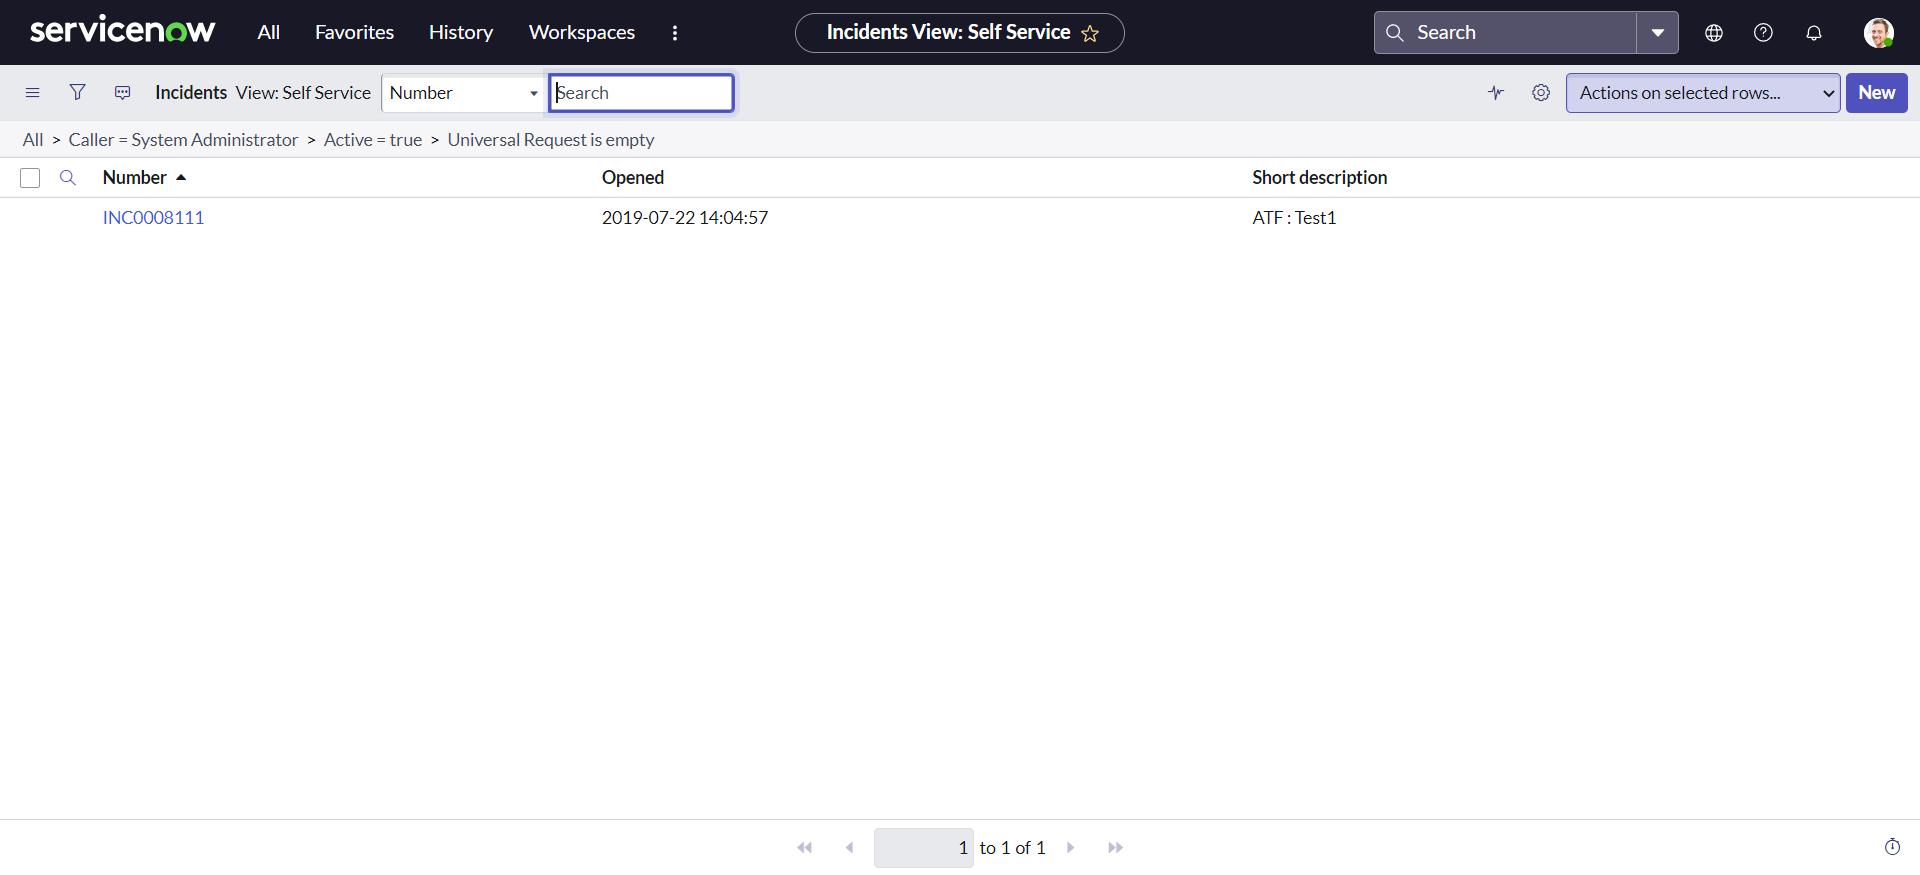 servicenow All Favorites History Workspaces Incidents View: Self Service Search
Incidents View: Self Service Number Search Actions on selected rows... New
All > Caller = System Administrator > Active = true > Universal Request is empty
Number Opened Short description
INC0008111 2019-07-22 14:04:57 ATF : Test1
1 to 1 of 1